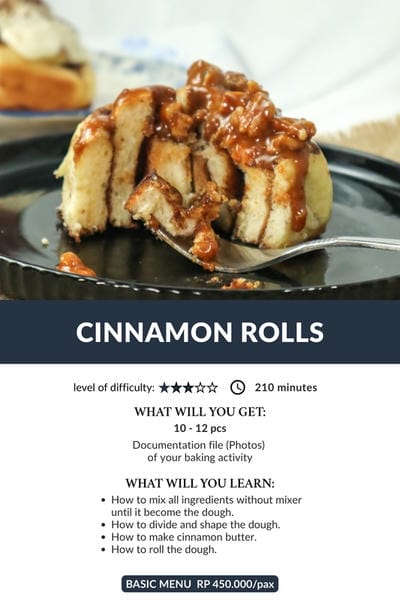 CINNAMON ROLLS
level of difficulty: ★★★☆☆ 210 minutes
WHAT WILL YOU GET:
10 - 12 pcs
Documentation file (Photos)
of your baking activity
WHAT WILL YOU LEARN:
• How to mix all ingredients without mixer
until it become the dough.
• How to divide and shape the dough.
• How to make cinnamon butter.
• How to roll the dough.
BASIC MENU RP 450.000/pax